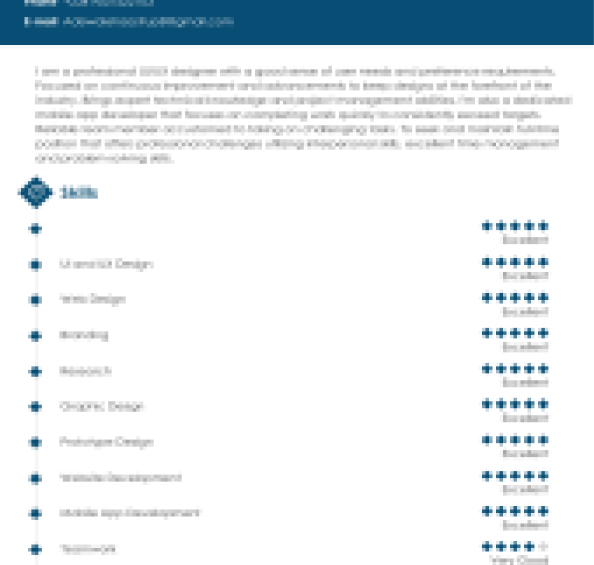 Phone
E-mail
I am a professional UI/UX designer with a good sense of user needs and preference requirements.
Focused on continuous improvement and advancements to keep designs at the forefront of the
industry. Brings expert technical knowledge and project management abilities. I'm also a dedicated
mobile app developer that focuses on completing work quickly to consistently exceed targets.
Reliable team member accustomed to taking on challenging tasks. To seek and maintain full-time
position that offers professional challenges utilizing interpersonal skills, excellent time management
and problem-solving skills.
Skills
Excellent
UI and UX Design
Excellent
Web Design
Excellent
Branding
Excellent
Research
Excellent
Graphic Design
Excellent
Prototype Design
Excellent
Website Development
Excellent
Mobile App Development
Excellent
Teamwork
Very Good